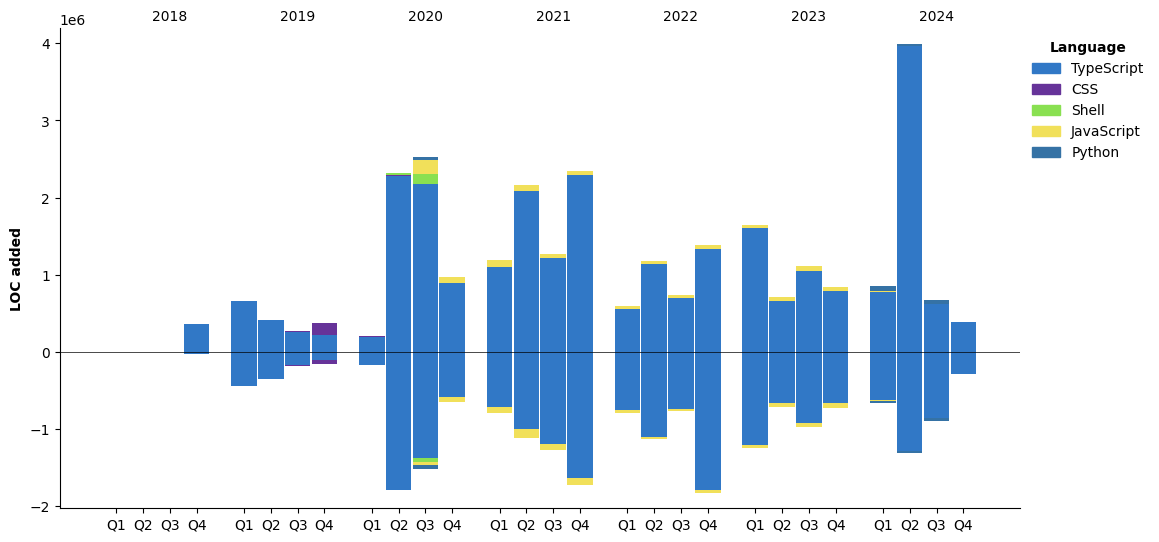 1e6 2018 2019 2020 2021 2022 2023 2024
4
3
2
1
0
−1
−2
LOC added
Language
TypeScript
CSS
Shell
JavaScript
Python
Q1 Q2 Q3 Q4 Q1 Q2 Q3 Q4 Q1 Q2 Q3 Q4 Q1 Q2 Q3 Q4 Q1 Q2 Q3 Q4 Q1 Q2 Q3 Q4 Q1 Q2 Q3 Q4